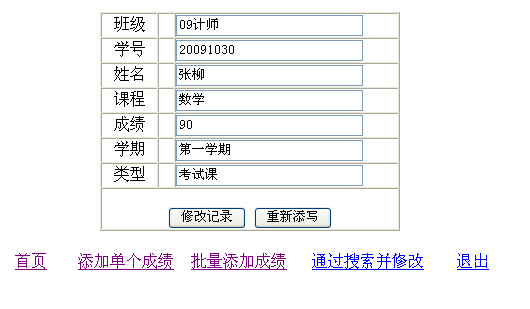 班级 09计师
学号 20091030
姓名 张柳
课程 数学
成绩 90
学期 第一学期
类型 考试课
修改记录 重新添写
首页 添加单个成绩 批量添加成绩 通过搜索并修改 退出